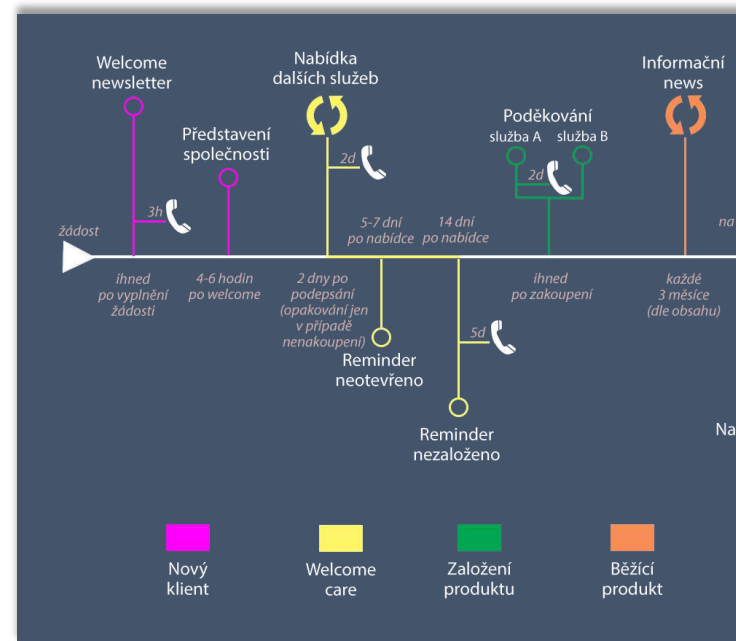 Welcome
newsletter
Představení
společnosti
Nabídka
dalších služeb
Poděkování
služba A
služba B
Informační
news
žádost
3h
2d
5-7 dní
po nabídce
14 dní
po nabídce
2d
na
ihned
po vyplnění
žádosti
4-6 hodin
po welcome
2 dny po
podepsání
(opakování jen
v případě
nenakoupení)
ihned
po zakoupení
každé
3 měsíce
(dle obsahu)
5d
Reminder
neotevřeno
Reminder
nezaloženo
Na
Nový
klient
Welcome
care
Založení
produktu
Běžící
produkt